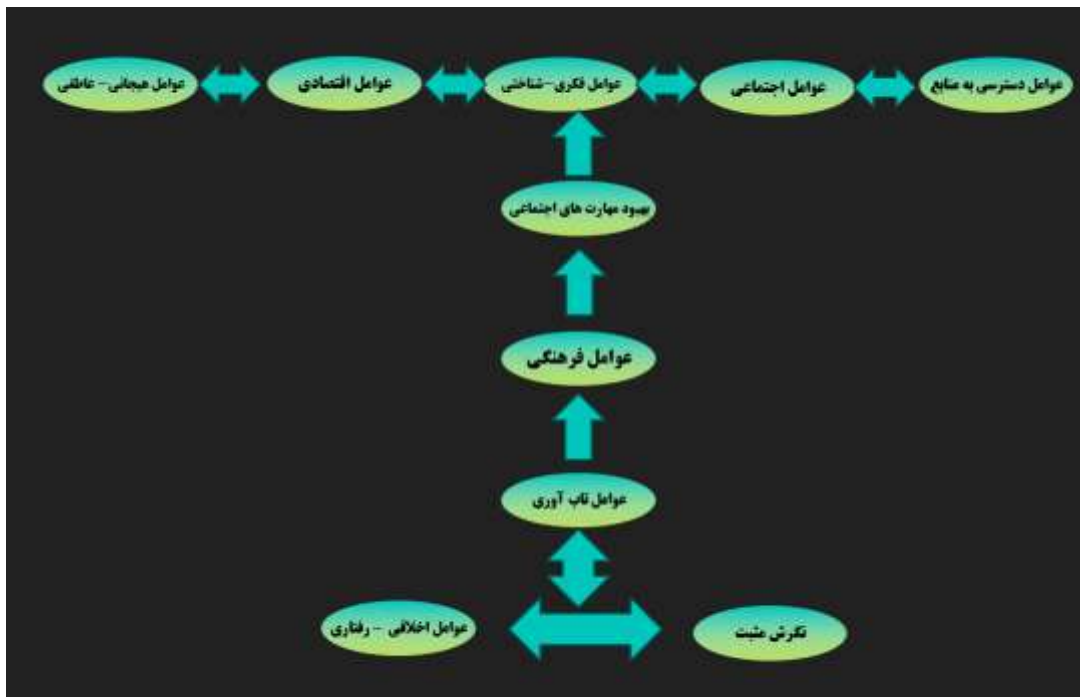 عوامل دسترسی به منابع
عوامل اجتماعی
عوامل فکری-شناختی
عوامل اقتصادی
عوامل هیجانی- عاطفی
بهبود مهارت های اجتماعی
عوامل فرهنگی
عوامل تاب آوری
نگرش مثبت
عوامل اخلاقی - رفتاری